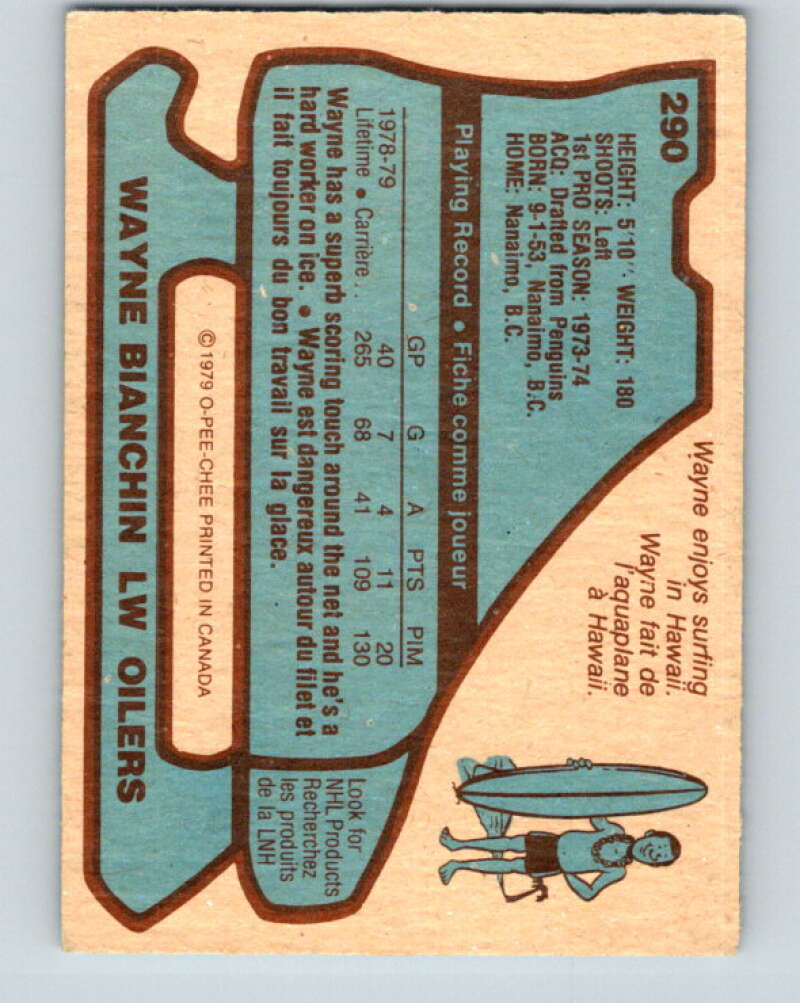 290
HEIGHT: 5'10". WEIGHT: 180
SHOOTS: Left
1st PRO SEASON: 1973-74
ACQ: Drafted from Penguins
BORN: 9-1-53, Nanaimo, B.C.
HOME: Nanaimo, B.C.
Wayne enjoys surfing
in Hawaii.
Wayne fait de
l'aquaplane
à Hawaii.
Playing Record • Fiche comme joueur
GP G A PTS PIM
1978-79 40 7 4 11 20
Lifetime • Carrière . . 265 68 41 109 130
Wayne has a superb scoring touch around the net and he's a
hard worker on ice. • Wayne est dangereux autour du filet et
il fait toujours du bon travail sur la glace.
Look for
NHL Products
Recherchez
les produits
de la LNH
© 1979 O-PEE-CHEE PRINTED IN CANADA
WAYNE BIANCHIN LW OILERS